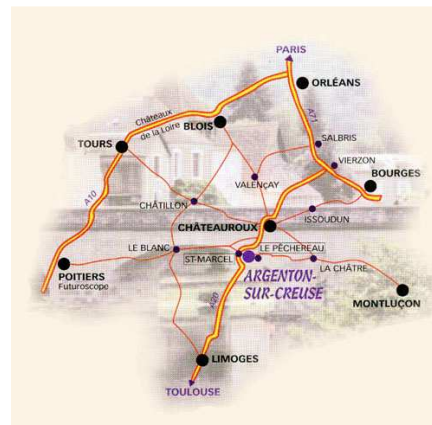 PARIS
ORLÉANS
Châteaux
de la Loire
BLOIS
A71
TOURS
SALBRIS
VIERZON
BOURGES
VALENÇAY
A10
CHÂTILLON
ISSOUDUN
CHÂTEAUROUX
LE BLANC
ST-MARCEL
LE PÊCHEREAU
LA CHÂTRE
POITIERS
Futuroscope
ARGENTON-
SUR-CREUSE
MONTLUÇON
A20
LIMOGES
TOULOUSE